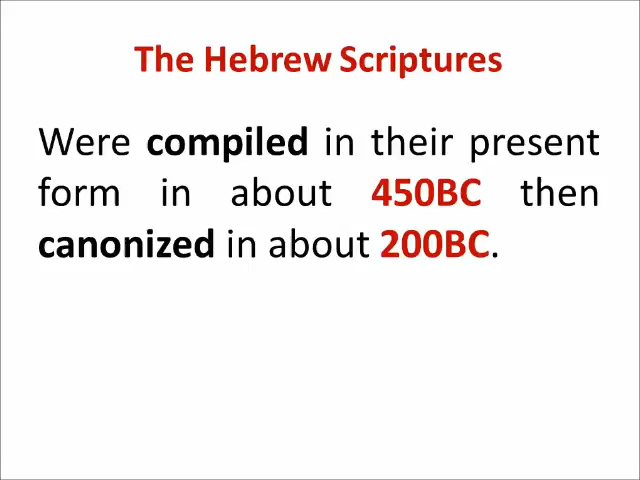 The Hebrew Scriptures
Were compiled in their present
form in about 450BC then
canonized in about 200BC.